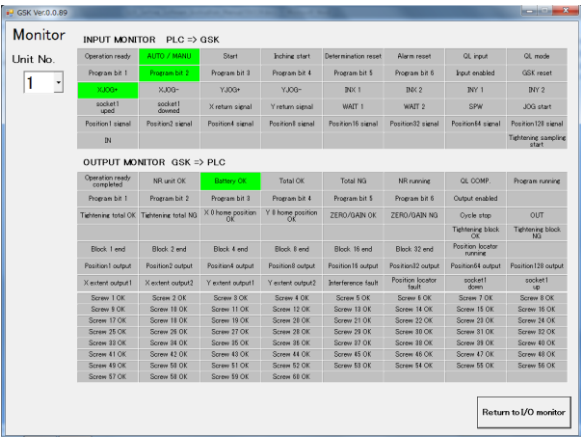 GSK Ver.0.0.89
Monitor
INPUT MONITOR PLC => GSK
Unit No.
1
Operation ready AUTO / MANU Start Inching start Determination reset Alarm reset QL input QL mode
Program bit 1 Program bit 2 Program bit 3 Program bit 4 Program bit 5 Program bit 6 Input enabled GSK reset
XJOG+ XJOG- YJOG+ YJOG- INX 1 INX 2 INY 1 INY 2
socket1 uped socket1 downed X return signal Y return signal WAIT 1 WAIT 2 SPW JOG start
Position1 signal Position2 signal Position4 signal Position8 signal Position16 signal Position32 signal Position64 signal Position128 signal
IN Tightening sampling start
OUTPUT MONITOR GSK => PLC
Operation ready completed NR unit OK Battery OK Total OK Total NG NR running QL COMP. Program running
Program bit 1 Program bit 2 Program bit 3 Program bit 4 Program bit 5 Program bit 6 Output enabled
Tightening total OK Tightening total NG X 0 home position OK Y 0 home position OK ZERO/GAIN OK ZERO/GAIN NG Cycle stop OUT
Tightening block OK Tightening block NG
Block 1 end Block 2 end Block 4 end Block 8 end Block 16 end Block 32 end Position locator running
Position1 output Position2 output Position4 output Position8 output Position16 output Position32 output Position64 output Position128 output
X extent output1 X extent output2 Y extent output1 Y extent output2 Interference fault Position locator fault socket1 down socket1 up
Screw 1 OK Screw 2 OK Screw 3 OK Screw 4 OK Screw 5 OK Screw 6 OK Screw 7 OK Screw 8 OK
Screw 9 OK Screw 10 OK Screw 11 OK Screw 12 OK Screw 13 OK Screw 14 OK Screw 15 OK Screw 16 OK
Screw 17 OK Screw 18 OK Screw 19 OK Screw 20 OK Screw 21 OK Screw 22 OK Screw 23 OK Screw 24 OK
Screw 25 OK Screw 26 OK Screw 27 OK Screw 28 OK Screw 29 OK Screw 30 OK Screw 31 OK Screw 32 OK
Screw 33 OK Screw 34 OK Screw 35 OK Screw 36 OK Screw 37 OK Screw 38 OK Screw 39 OK Screw 40 OK
Screw 41 OK Screw 42 OK Screw 43 OK Screw 44 OK Screw 45 OK Screw 46 OK Screw 47 OK Screw 48 OK
Screw 49 OK Screw 50 OK Screw 51 OK Screw 52 OK Screw 53 OK Screw 54 OK Screw 55 OK Screw 56 OK
Screw 57 OK Screw 58 OK Screw 59 OK Screw 60 OK
Return to I/O monitor